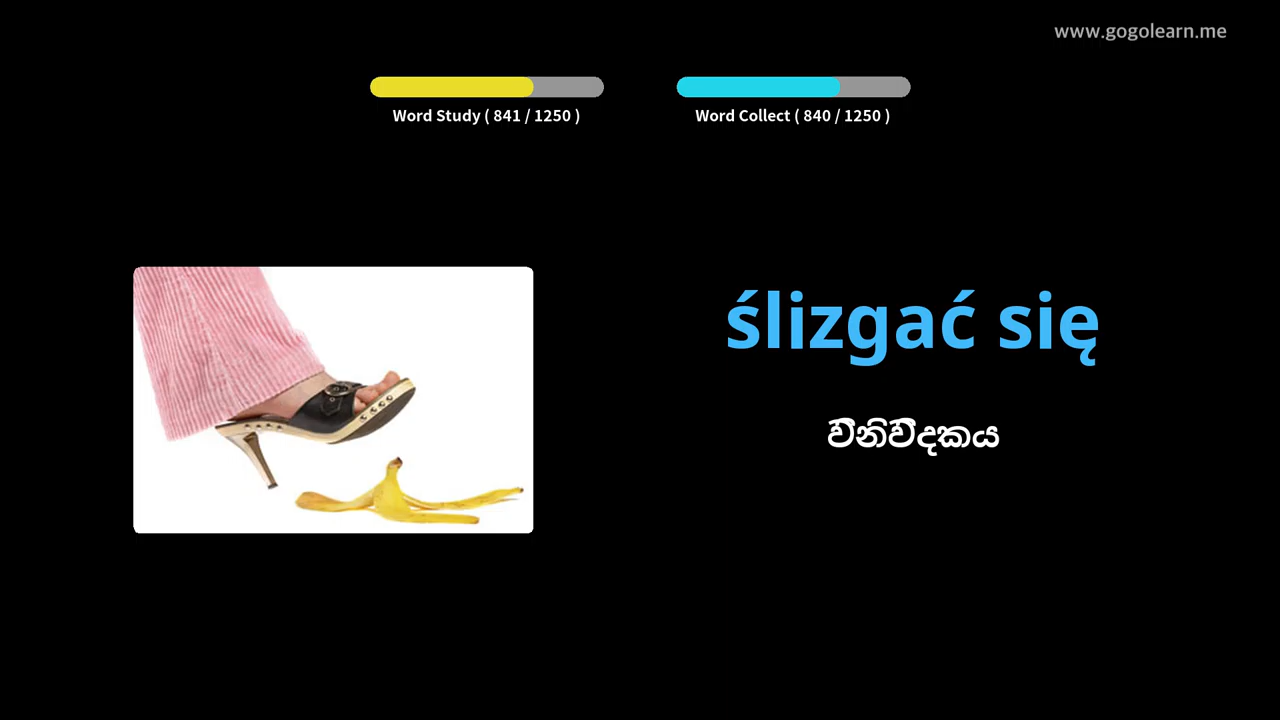 www.gogolearn.me
Word Study ( 841 / 1250 )
Word Collect ( 840 / 1250 )
ślizgać się
විනිවිදකය